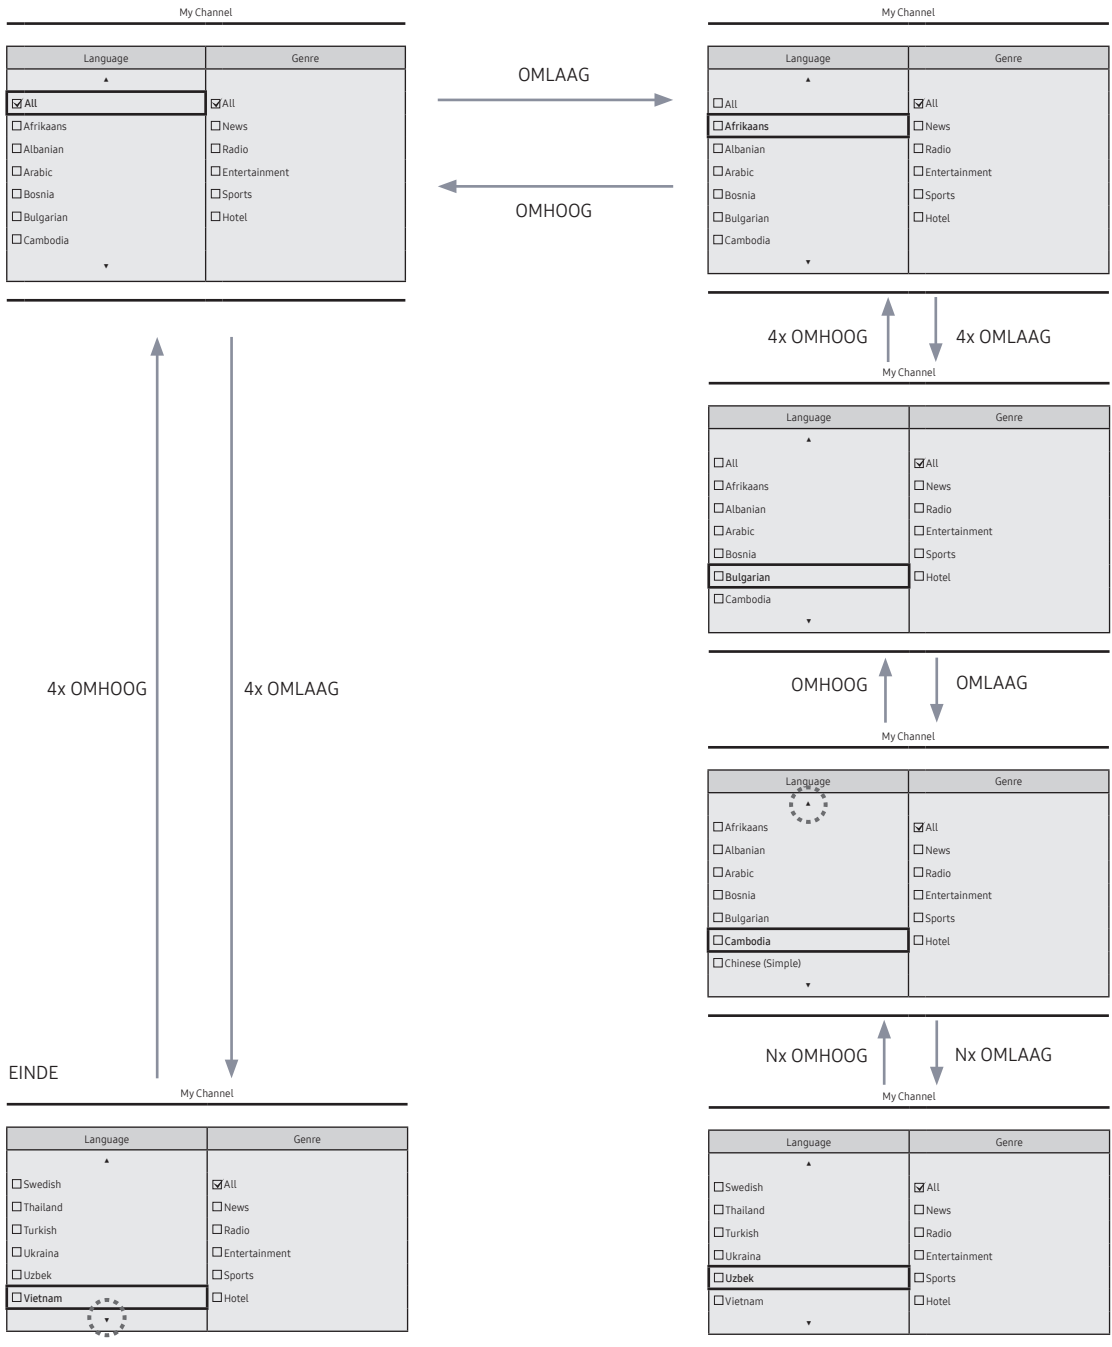 My Channel
Language Genre
▲
All All
Afrikaans News
Albanian Radio
Arabic Entertainment
Bosnia Sports
Bulgarian Hotel
Cambodia
▼
OMLAAG
OMHOOG
My Channel
Language Genre
▲
All All
Afrikaans News
Albanian Radio
Arabic Entertainment
Bosnia Sports
Bulgarian Hotel
Cambodia
▼
4x OMHOOG 4x OMLAAG
My Channel
Language Genre
▲
All All
Afrikaans News
Albanian Radio
Arabic Entertainment
Bosnia Sports
Bulgarian Hotel
Cambodia
▼
OMHOOG OMLAAG
My Channel
Language Genre
▲
Afrikaans All
Albanian News
Arabic Radio
Bosnia Entertainment
Bulgarian Sports
Cambodia Hotel
Chinese (Simple)
▼
Nx OMHOOG Nx OMLAAG
My Channel
Language Genre
▲
Swedish All
Thailand News
Turkish Radio
Ukraina Entertainment
Uzbek Sports
Vietnam Hotel
▼
4x OMHOOG 4x OMLAAG
EINDE
My Channel
Language Genre
▲
Swedish All
Thailand News
Turkish Radio
Ukraina Entertainment
Uzbek Sports
Vietnam Hotel
▼